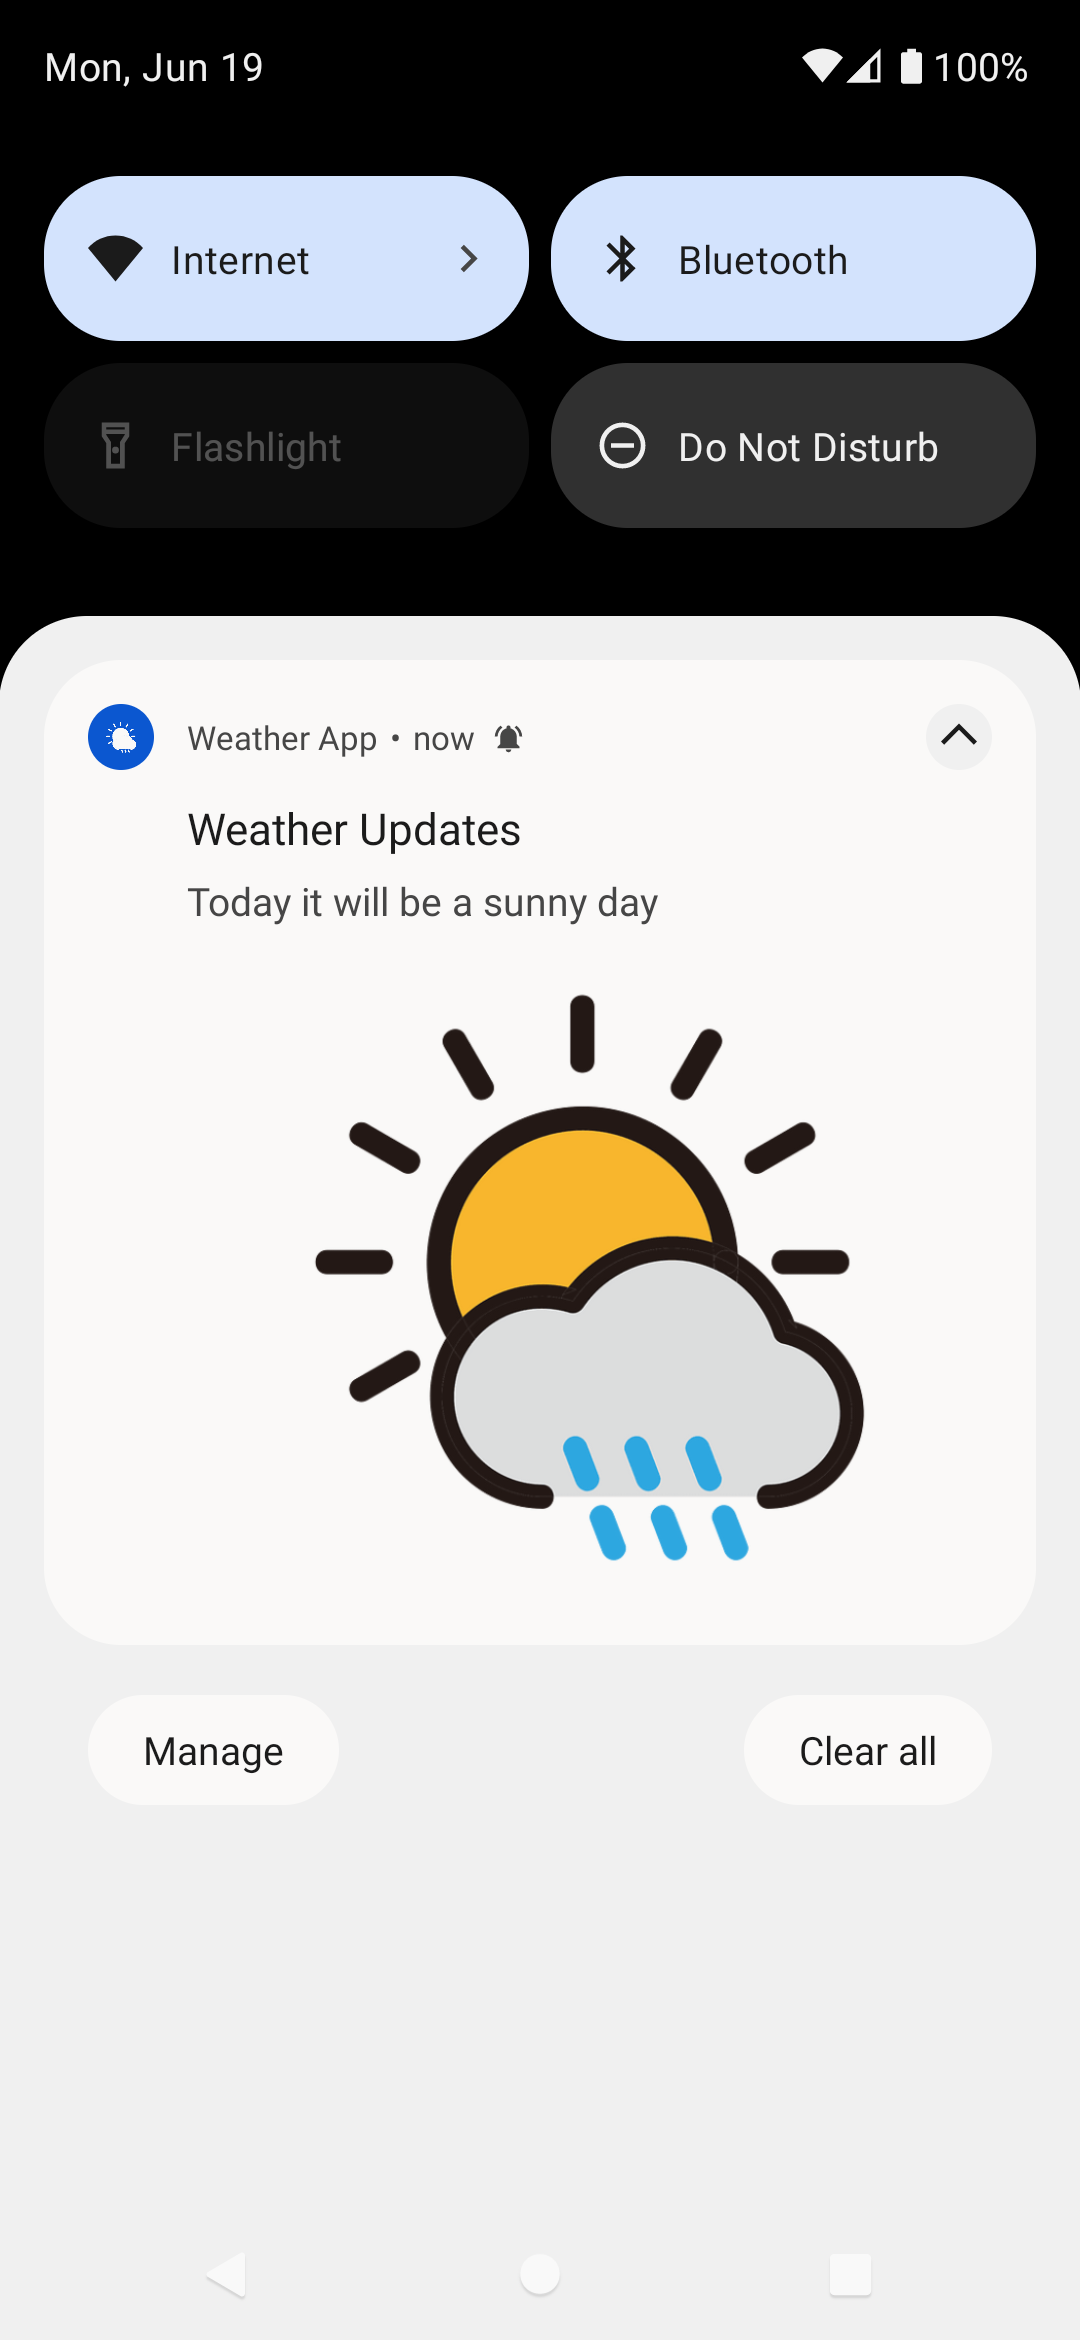 Mon, Jun 19 100%
Internet Bluetooth
Flashlight Do Not Disturb
Weather App • now
Weather Updates
Today it will be a sunny day
Manage Clear all